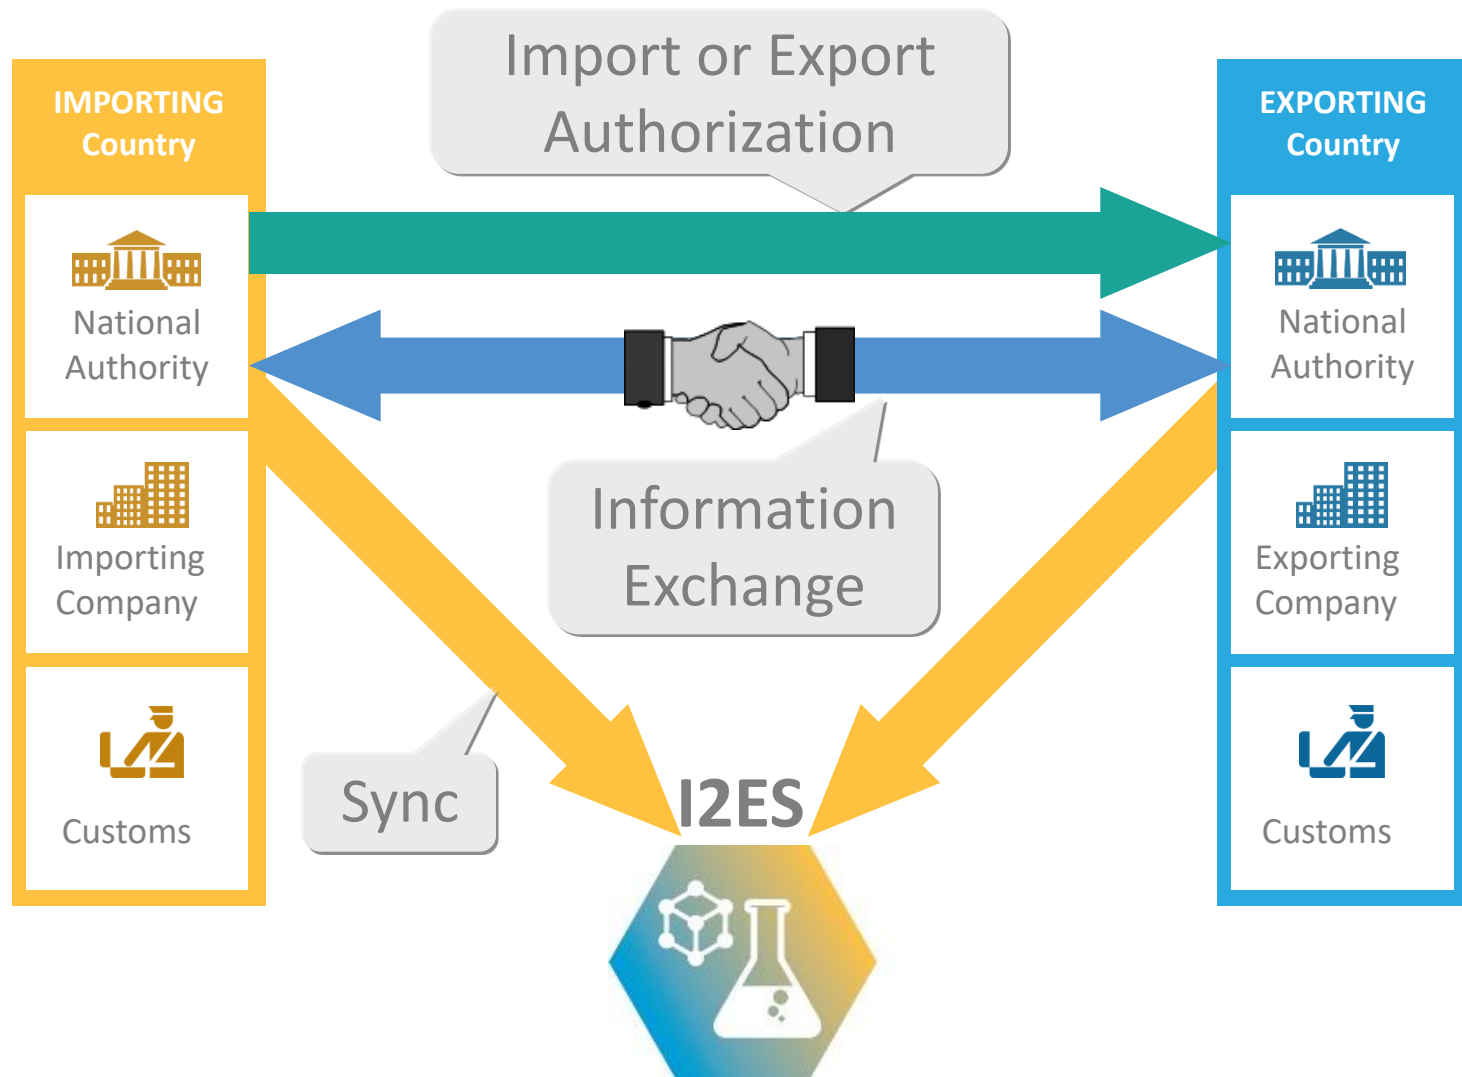 Import or Export
Authorization
IMPORTING
Country
National
Authority
Importing
Company
Customs
EXPORTING
Country
National
Authority
Exporting
Company
Customs
Information
Exchange
Sync
I2ES